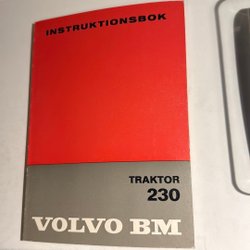 INSTRUKTIONSBOK
TRAKTOR
230
VOLVO BM